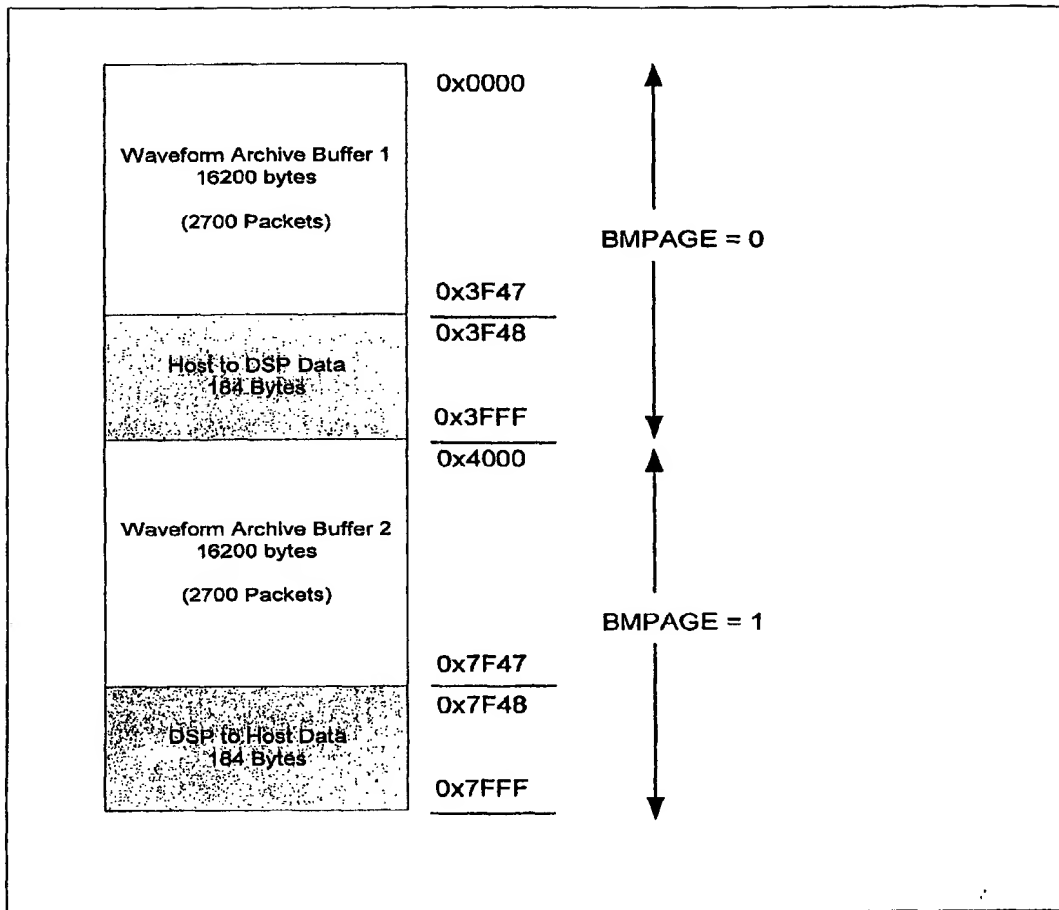 0x0000
Waveform Archive Buffer 1
16200 bytes
(2700 Packets)
BMPAGE = 0
0x3F47
0x3F48
Host to DSP Data
184 Bytes
0x3FFF
0x4000
Waveform Archive Buffer 2
16200 bytes
(2700 Packets)
BMPAGE = 1
0x7F47
0x7F48
DSP to Host Data
184 Bytes
0x7FFF